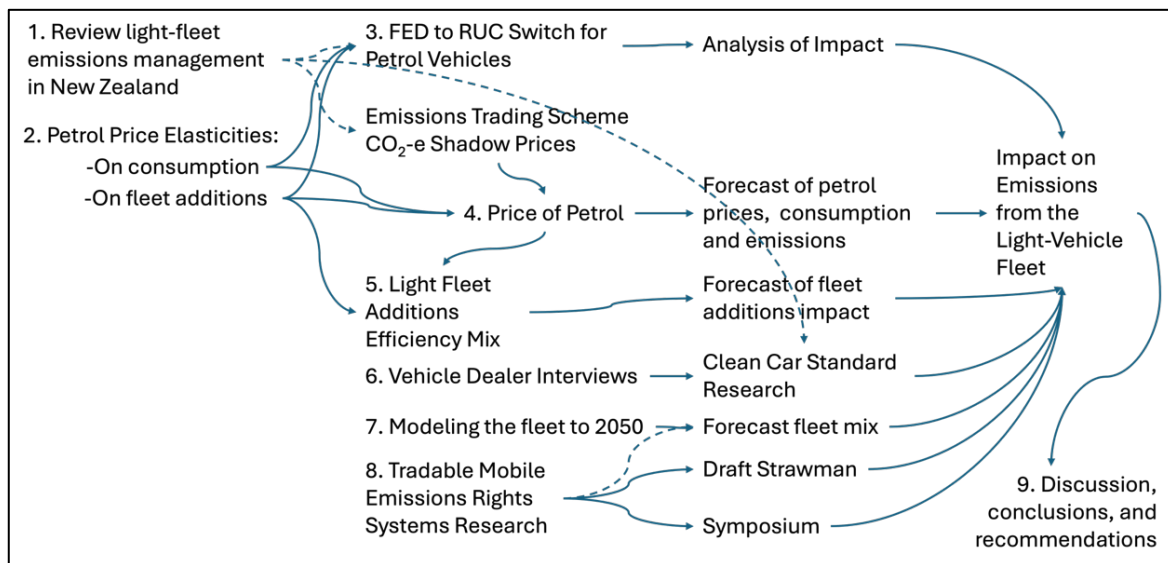 1. Review light-fleet
emissions management
in New Zealand
2. Petrol Price Elasticities:
-On consumption
-On fleet additions
3. FED to RUC Switch for
Petrol Vehicles
Emissions Trading Scheme
CO₂-e Shadow Prices
4. Price of Petrol
5. Light Fleet
Additions
Efficiency Mix
6. Vehicle Dealer Interviews
7. Modeling the fleet to 2050
8. Tradable Mobile
Emissions Rights
Systems Research
Analysis of Impact
Forecast of petrol
prices, consumption
and emissions
Forecast of fleet
additions impact
Clean Car Standard
Research
Forecast fleet mix
Draft Strawman
Symposium
Impact on
Emissions
from the
Light-Vehicle
Fleet
9. Discussion,
conclusions, and
recommendations